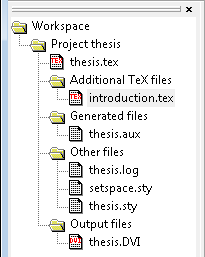 Workspace
Project thesis
thesis.tex
Additional TeX files
introduction.tex
Generated files
thesis.aux
Other files
thesis.log
setspace.sty
thesis.sty
Output files
thesis.DVI